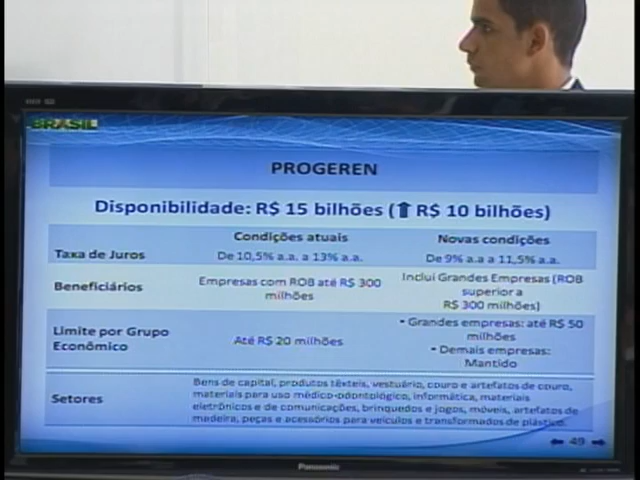 BRASIL
PROGEREN
Disponibilidade: R$ 15 bilhões (⬆ R$ 10 bilhões)
Condições atuais
Novas condições
Taxa de Juros
De 10,5% a.a. a 13% a.a.
De 9% a.a a 11,5% a.a.
Beneficiários
Empresas com ROB até R$ 300
milhões
Inclui Grandes Empresas (ROB
superior a
R$ 300 milhões)
Limite por Grupo
Econômico
Até R$ 20 milhões
• Grandes empresas: até R$ 50
milhões
• Demais empresas:
Mantido
Setores
Bens de capital, produtos têxteis, vestuário, couro e artefatos de couro,
materiais para uso médico-odontológico, informática, materiais
eletrônicos e de comunicações, brinquedos e jogos, móveis, artefatos de
madeira, peças e acessórios para veículos e transformados de plástico.
49
Panasonic